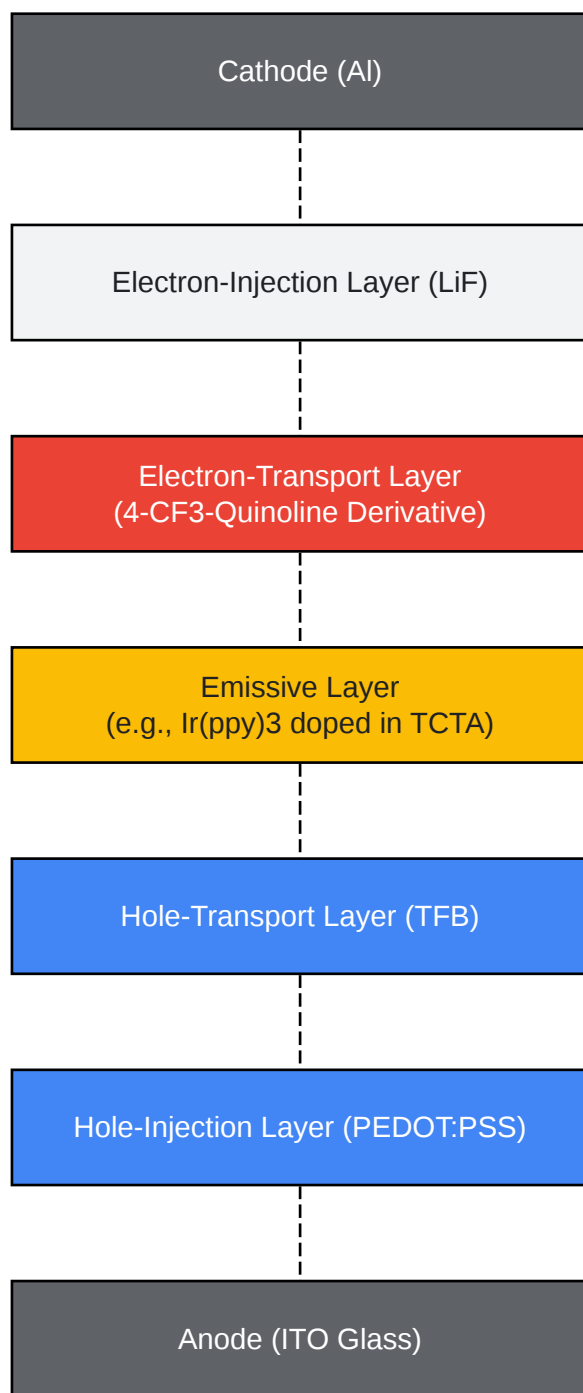 Cathode (Al)
Electron-Injection Layer (LiF)
Electron-Transport Layer
(4-CF3-Quinoline Derivative)
Emissive Layer
(e.g., Ir(ppy)3 doped in TCTA)
Hole-Transport Layer (TFB)
Hole-Injection Layer (PEDOT:PSS)
Anode (ITO Glass)